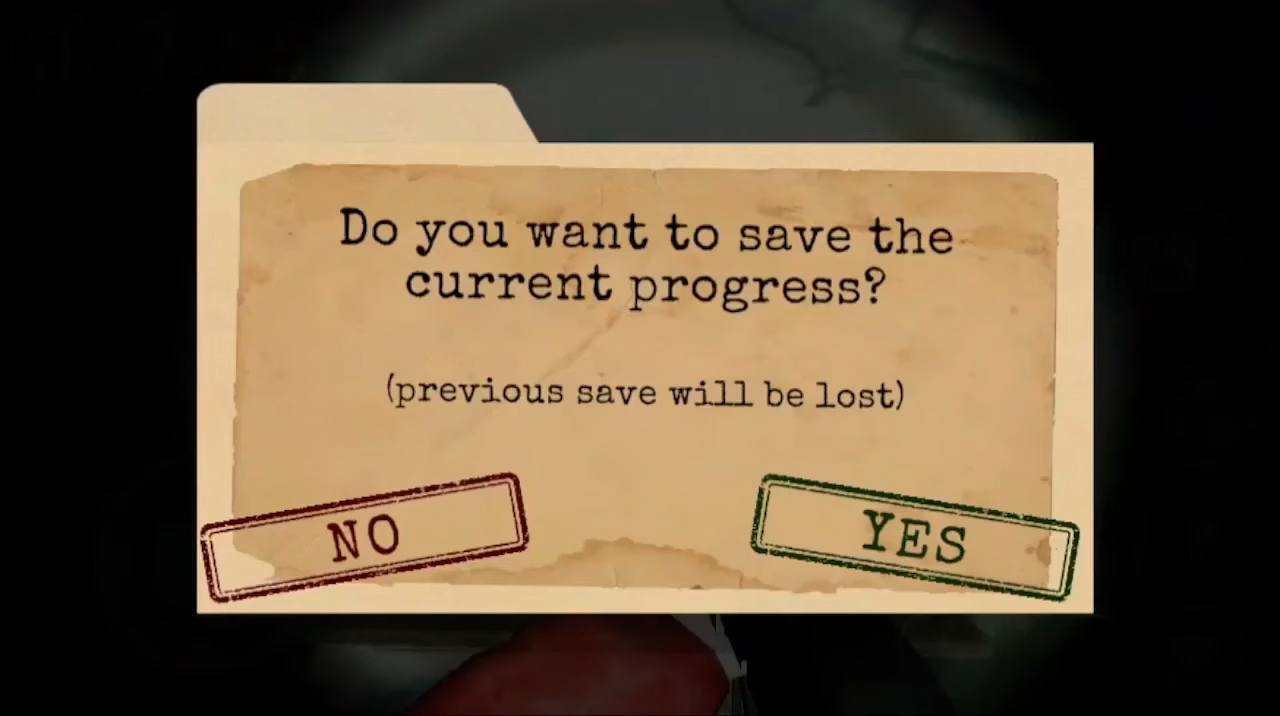 Do you want to save the
current progress?
(previous save will be lost)
NO
YES